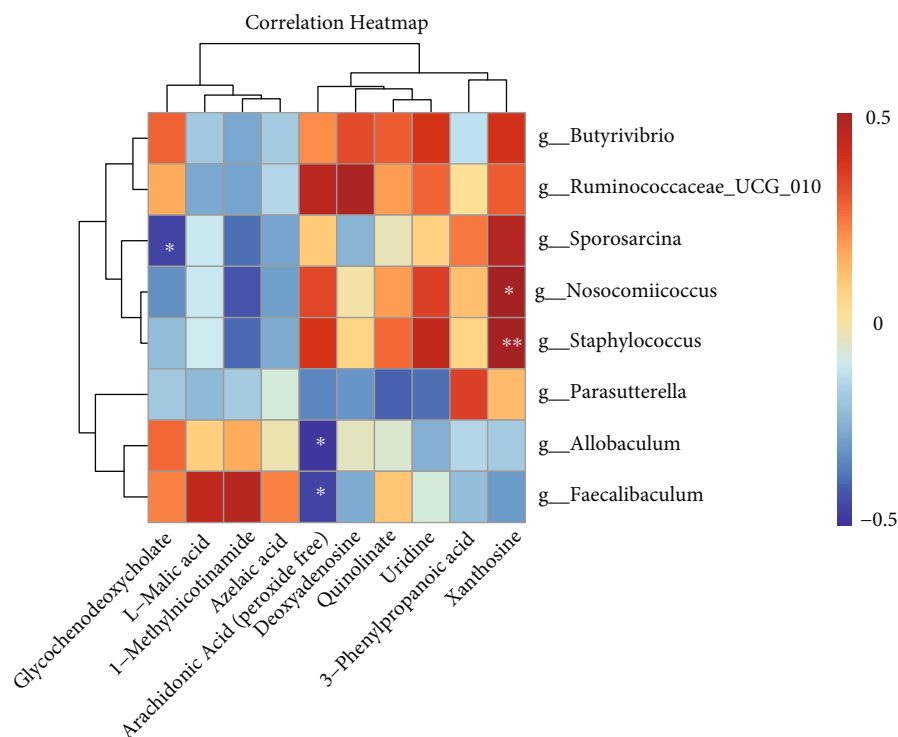 Correlation Heatmap
g__Butyrivibrio
g__Ruminococcaceae_UCG_010
*
g__Sporosarcina
*
g__Nosocomiicoccus
**
g__Staphylococcus
g__Parasutterella
*
g__Allobaculum
*
g__Faecalibaculum
0.5
0
−0.5
Glycochenodeoxycholate
L−Malic acid
1−Methylnicotinamide
Azelaic acid
Arachidonic Acid (peroxide free)
Deoxyadenosine
Quinolinate
Uridine
3−Phenylpropanoic acid
Xanthosine